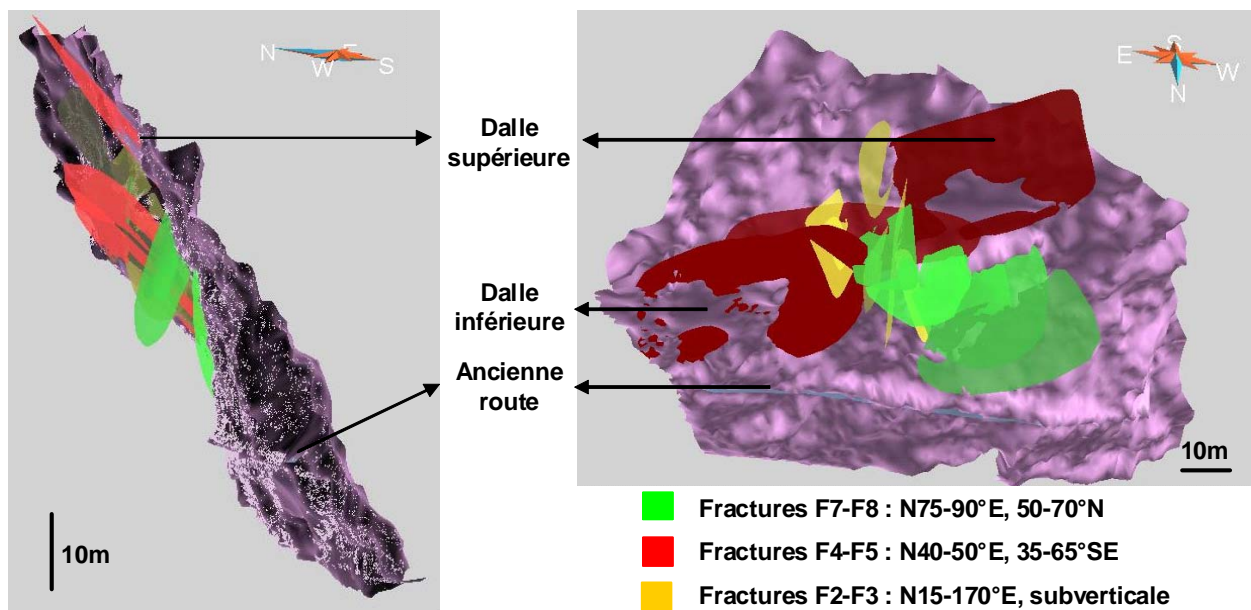 N
W
E
S
E
S
W
N
Dalle
supérieure
Dalle
inférieure
Ancienne
route
10m
10m
Fractures F7-F8 : N75-90°E, 50-70°N
Fractures F4-F5 : N40-50°E, 35-65°SE
Fractures F2-F3 : N15-170°E, subverticale